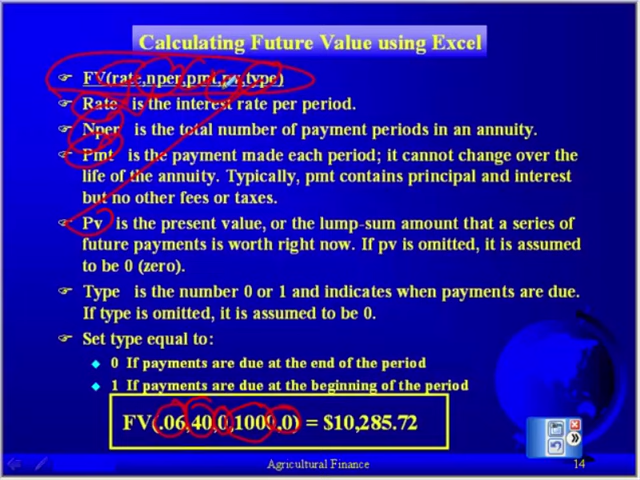 Calculating Future Value using Excel
FV(rate,nper,pmt,pv,type)
Rate is the interest rate per period.
Nper is the total number of payment periods in an annuity.
Pmt is the payment made each period; it cannot change over the
life of the annuity. Typically, pmt contains principal and interest
but no other fees or taxes.
Pv is the present value, or the lump-sum amount that a series of
future payments is worth right now. If pv is omitted, it is assumed
to be 0 (zero).
Type is the number 0 or 1 and indicates when payments are due.
If type is omitted, it is assumed to be 0.
Set type equal to:
0 If payments are due at the end of the period
1 If payments are due at the beginning of the period
FV(.06,40,0,1000,0) = $10,285.72
Agricultural Finance
14